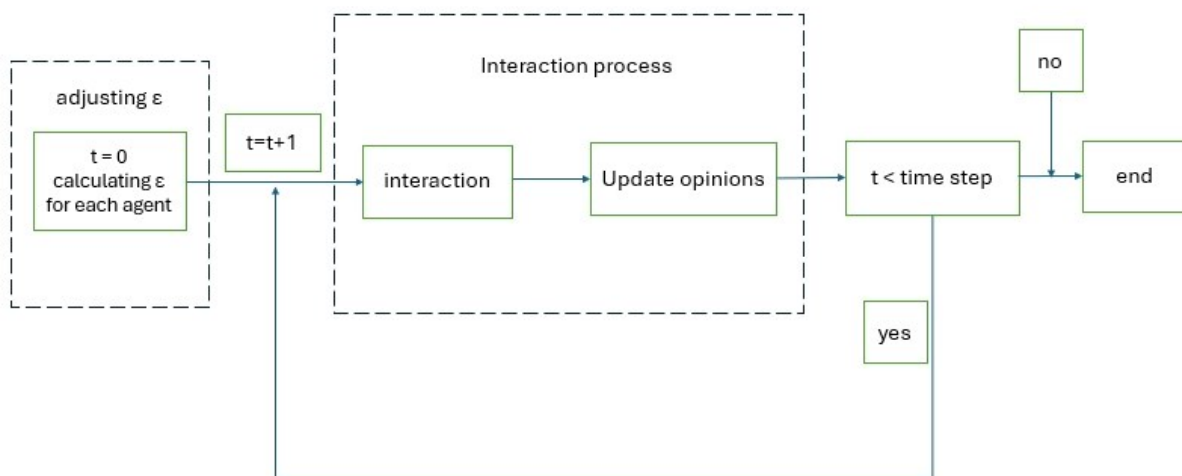 adjusting ε
t = 0
calculating ε
for each agent
t=t+1
Interaction process
interaction
Update opinions
t < time step
no
end
yes